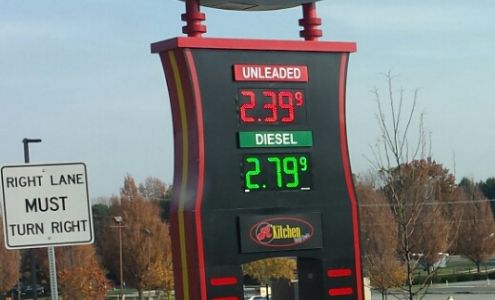 UNLEADED
2.39 9
DIESEL
2.79 9
Kitchen
RIGHT LANE
MUST
TURN RIGHT